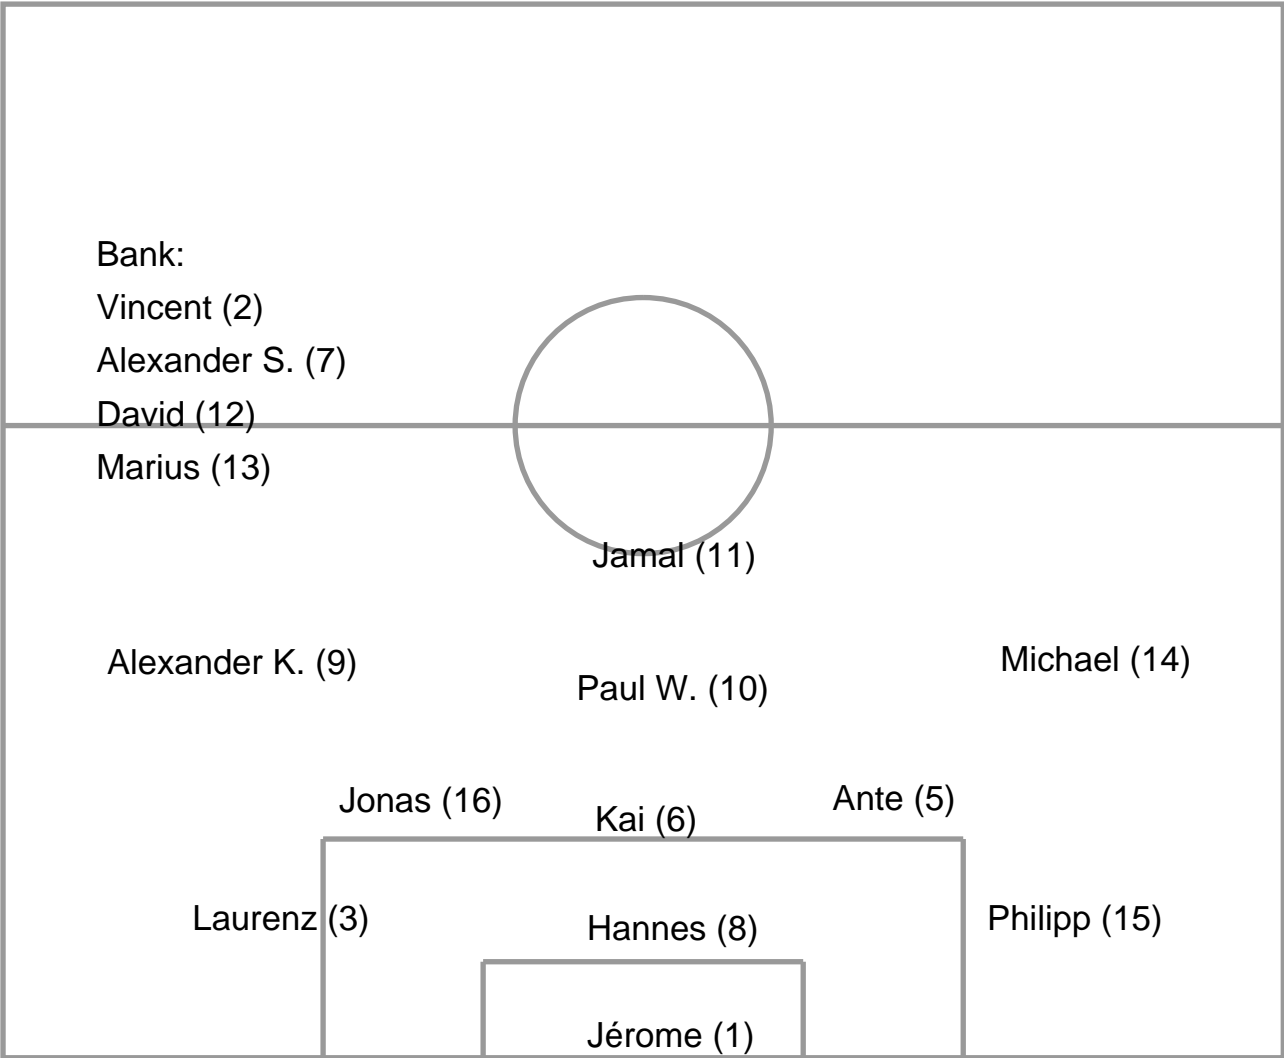 Bank:
Vincent (2)
Alexander S. (7)
David (12)
Marius (13)
Jamal (11)
Alexander K. (9)
Michael (14)
Paul W. (10)
Jonas (16)
Ante (5)
Kai (6)
Laurenz (3)
Hannes (8)
Philipp (15)
Jérome (1)